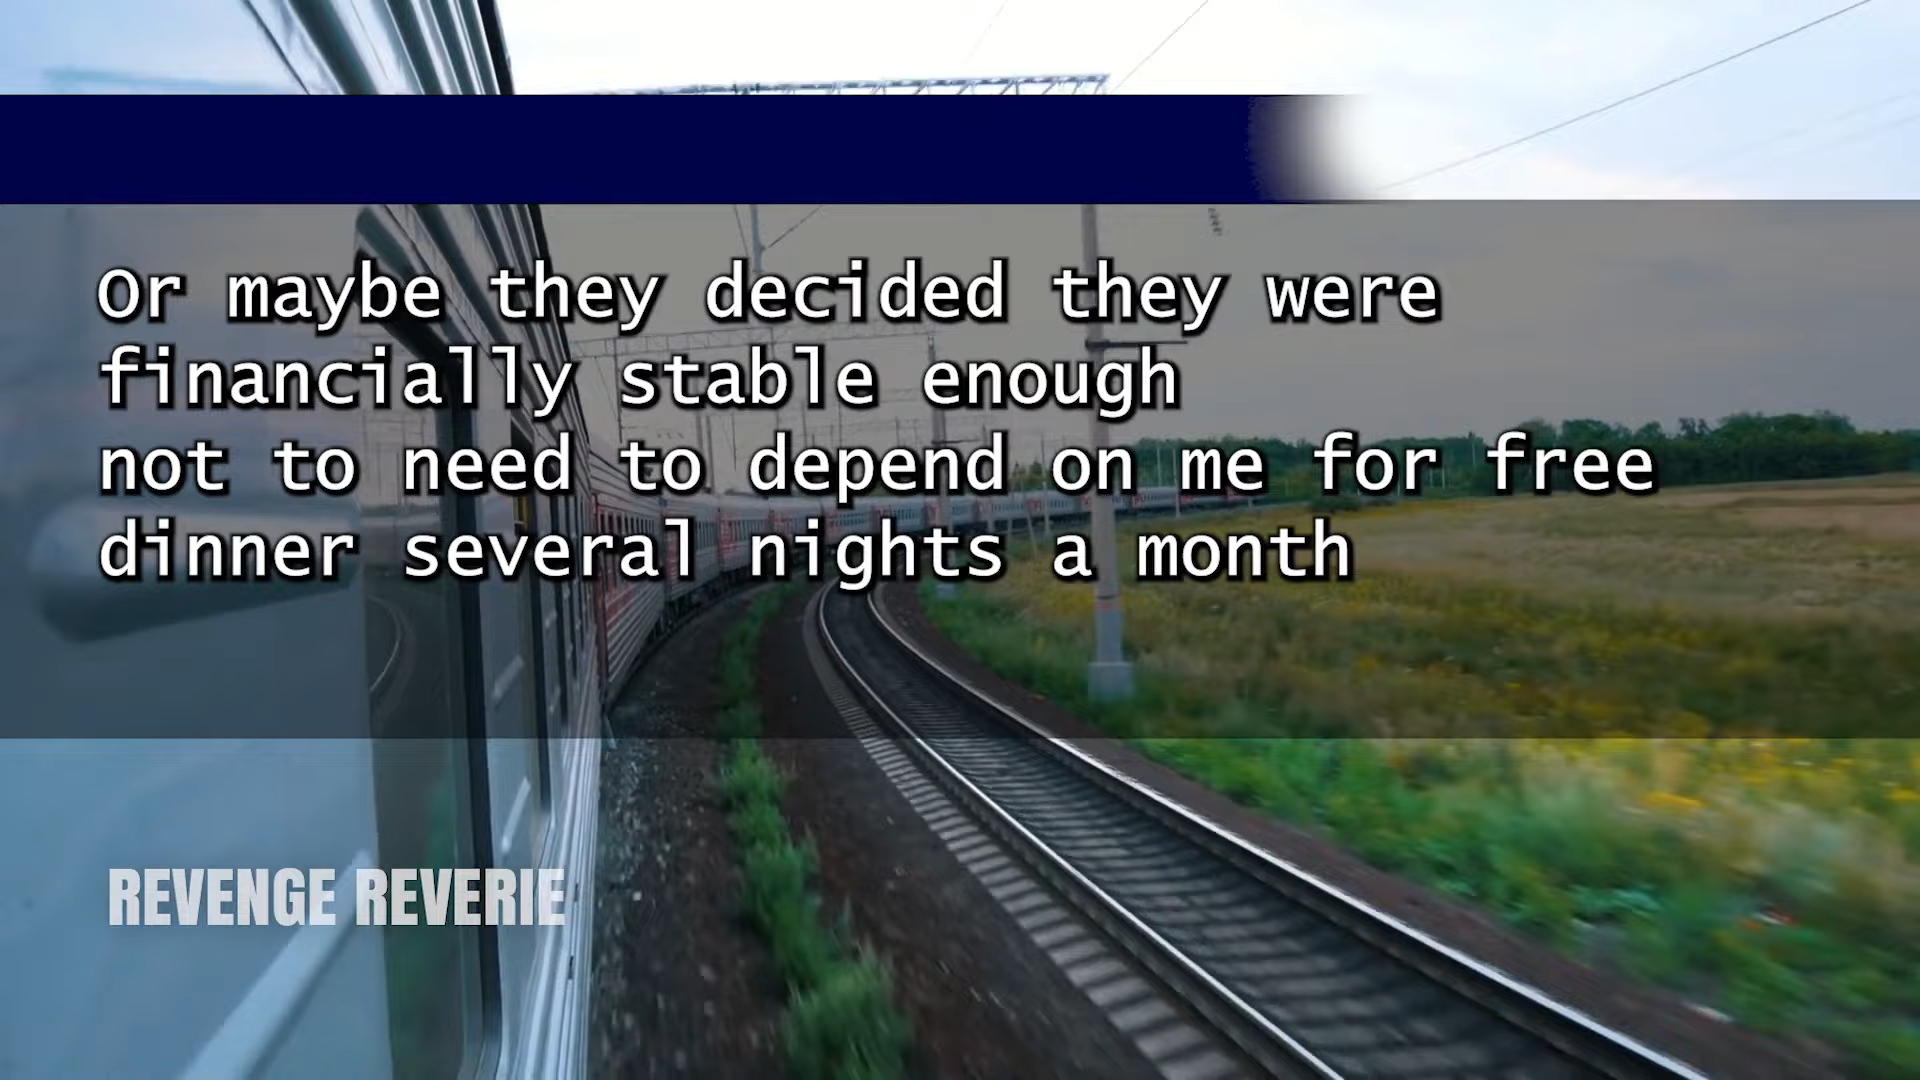 Or maybe they decided they were
financially stable enough
not to need to depend on me for free
dinner several nights a month
REVENGE REVERIE